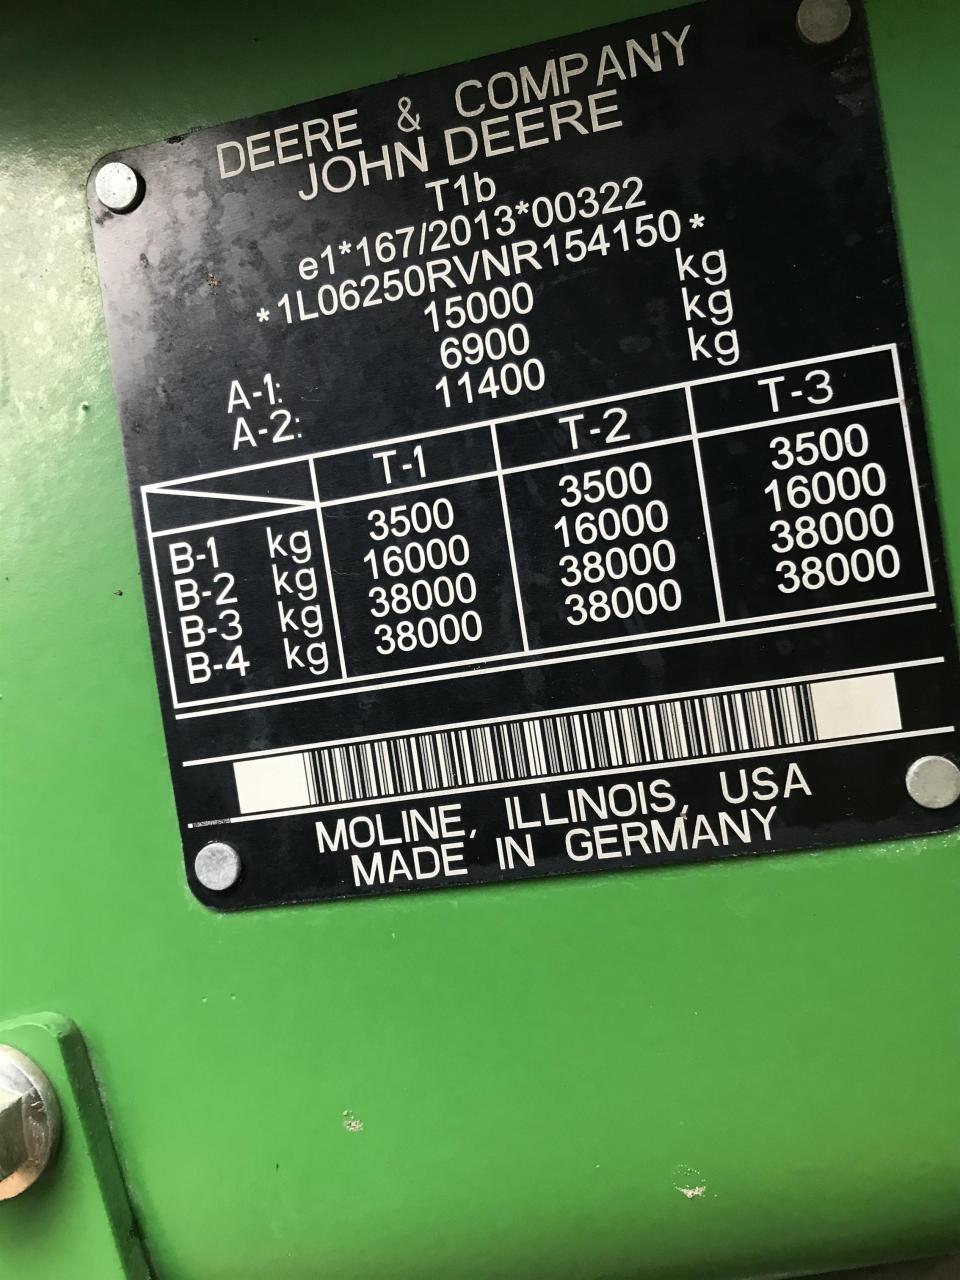 DEERE & COMPANY
JOHN DEERE
T1b
e1*167/2013*00322
*1L06250RVNR154150*
15000 kg
A-1: 6900 kg
A-2: 11400 kg
T-1 T-2 T-3
B-1 kg 3500 3500 3500
B-2 kg 16000 16000 16000
B-3 kg 38000 38000 38000
B-4 kg 38000 38000 38000
MOLINE, ILLINOIS, USA
MADE IN GERMANY